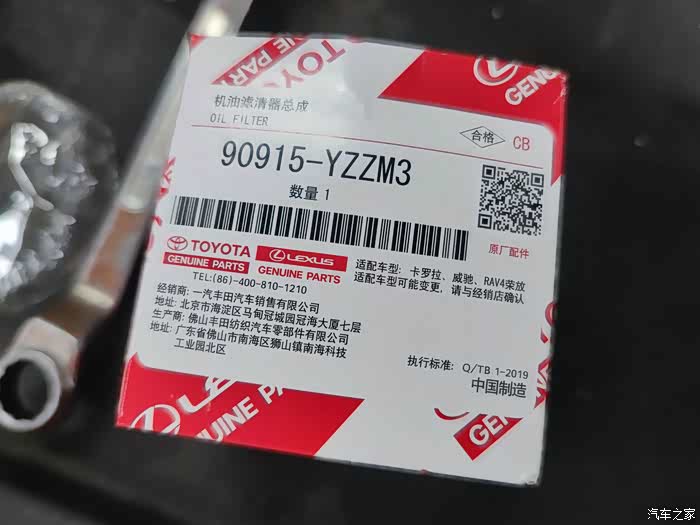 TOYOTA
GENUINE PARTS
LEXUS
GENUINE
机油滤清器总成
OIL FILTER
合格 CB
90915-YZZM3
数量 1
原厂配件
TOYOTA
GENUINE PARTS
LEXUS
GENUINE PARTS
TEL:(86)-400-810-1210
适配车型: 卡罗拉、威驰、RAV4荣放
适配车型可能变更, 请与经销店确认
经销商: 一汽丰田汽车销售有限公司
地址: 北京市海淀区马甸冠城园冠海大厦七层
生产商: 佛山丰田纺织汽车零部件有限公司
地址: 广东省佛山市南海区狮山镇南海科技
工业园北区
执行标准: Q/TB 1-2019
中国制造
LEXUS
GENUINE PARTS
GENUINE
汽车之家